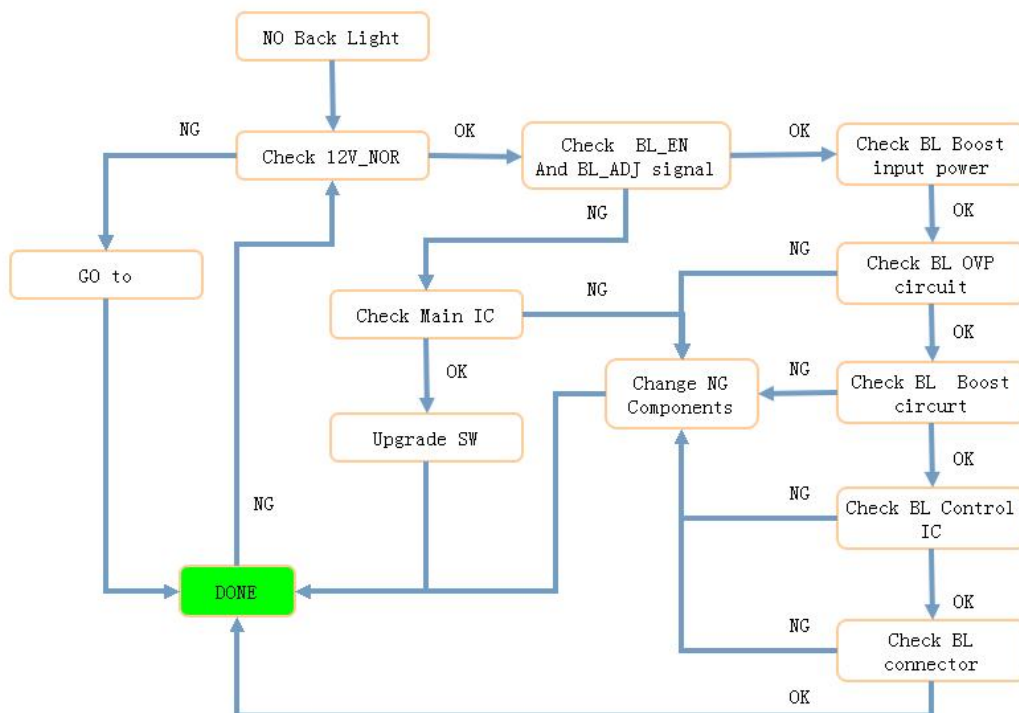 NO Back Light
NG
OK
OK
Check 12V_NOR
Check BL_EN
And BL_ADJ signal
Check BL Boost
input power
NG
OK
GO to
NG
Check BL OVP
circuit
Check Main IC
NG
OK
OK
NG
Change NG
Components
Check BL Boost
circurt
Upgrade SW
OK
NG
NG
Check BL Control
IC
DONE
OK
NG
Check BL
connector
OK